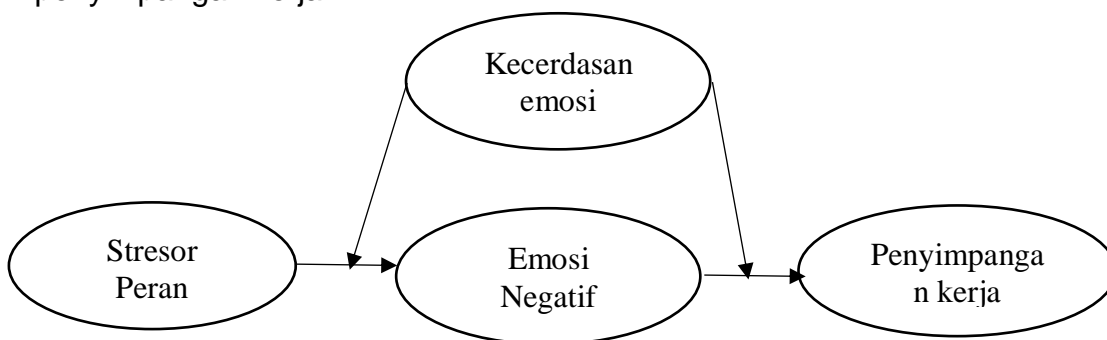 Kecerdasan
emosi
Stresor
Peran
Emosi
Negatif
Penyimpanga
n kerja